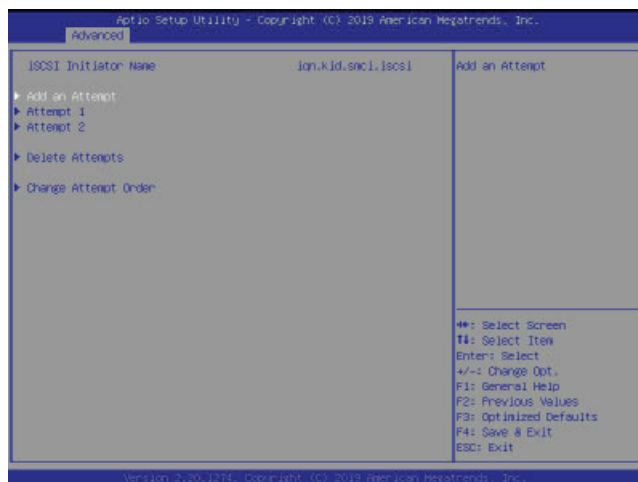 Aptio Setup Utility - Copyright (C) 2019 American Megatrends, Inc.
Advanced
iSCSI Initiator Name iqn.kid.smci.iscsi
Add an Attempt
Attempt 1
Attempt 2
Delete Attempts
Change Attempt Order
Add an Attempt
: Select Screen
↑↓: Select Item
Enter: Select
+/-: Change Opt.
F1: General Help
F2: Previous Values
F3: Optimized Defaults
F4: Save & Exit
ESC: Exit
Version 2.20.1274. Copyright (C) 2019 American Megatrends, Inc.